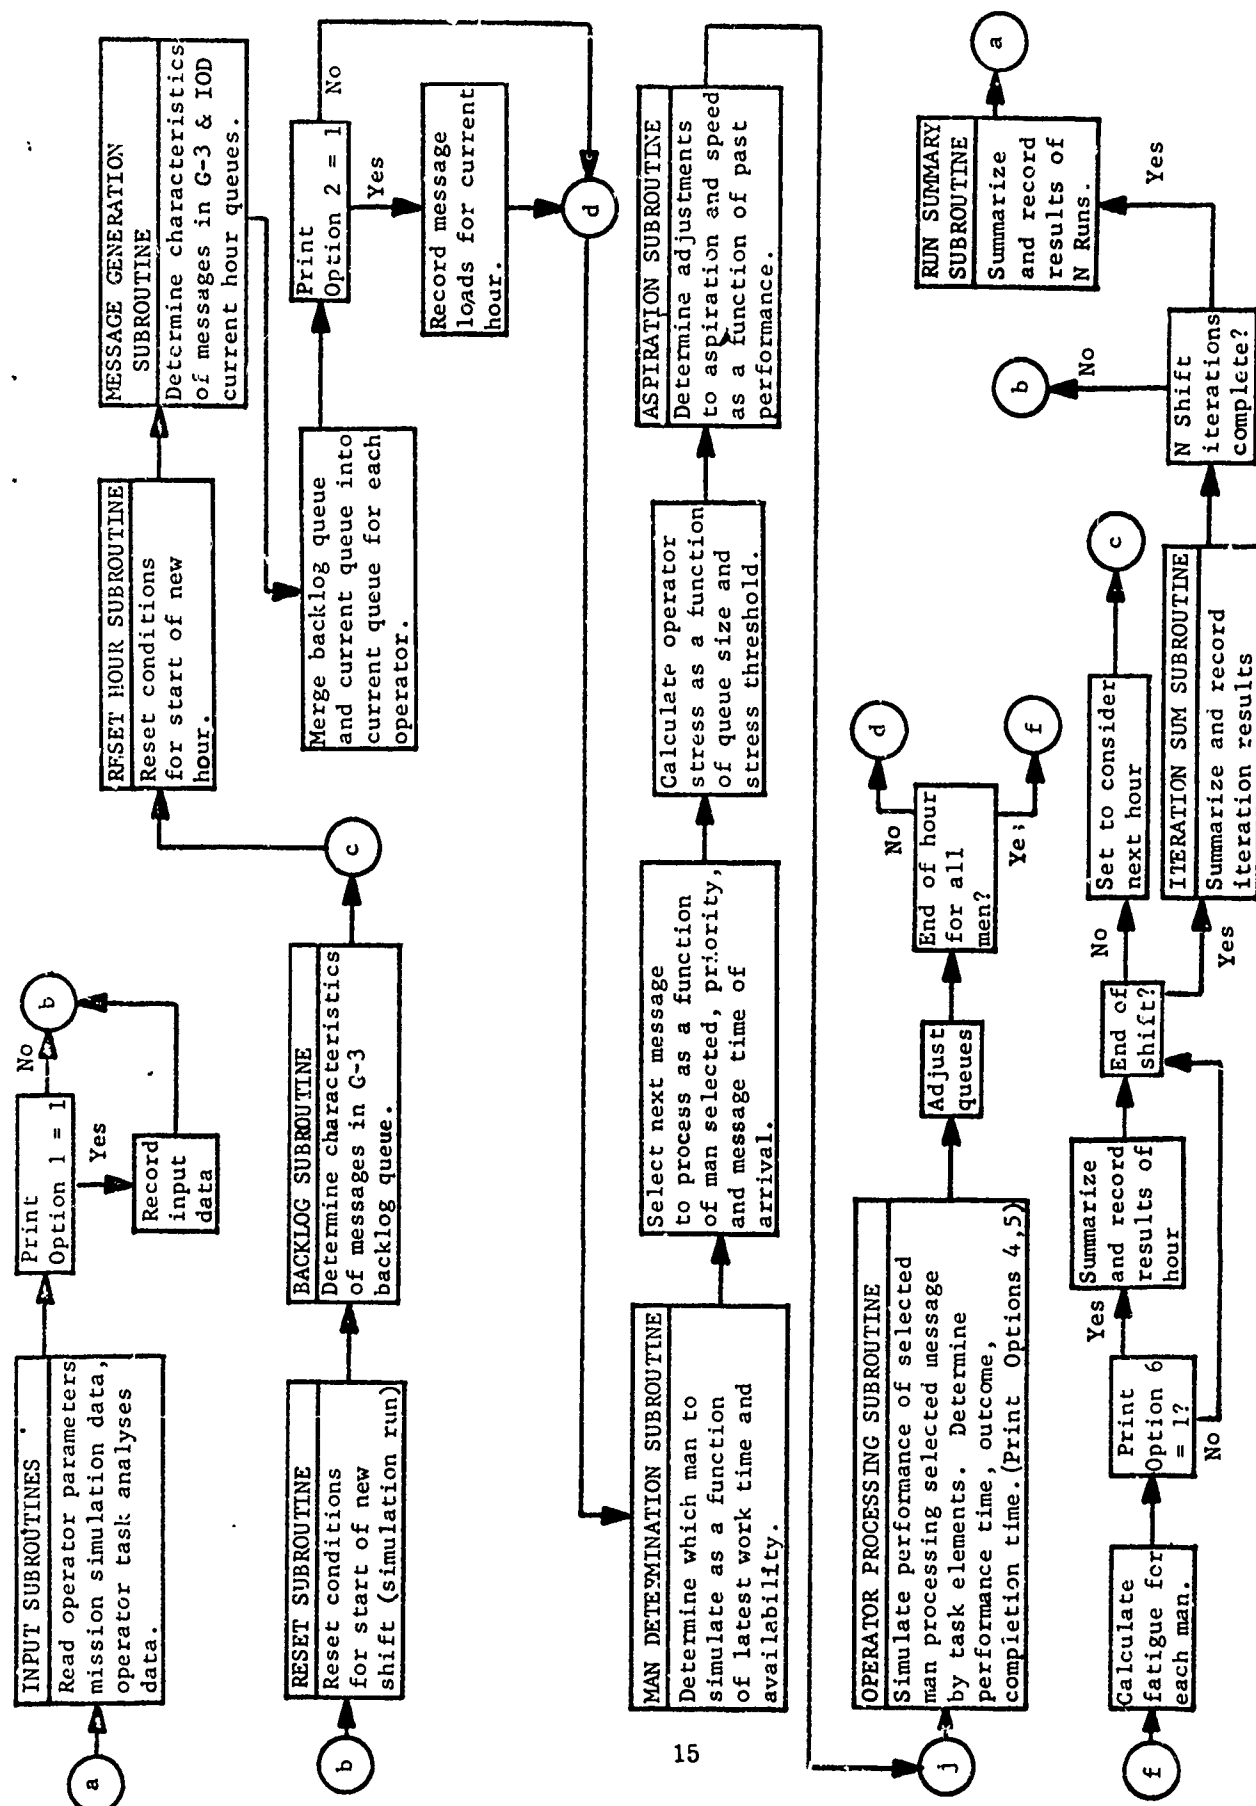 a
INPUT SUBROUTINES
Read operator parameters
mission simulation data,
operator task analyses
data.
Print
Option 1 = 1
No
Yes
Record
input
data
b
b
RESET SUBROUTINE
Reset conditions
for start of new
shift (simulation run)
BACKLOG SUBROUTINE
Determine characteristics
of messages in G-3
backlog queue.
c
RESET HOUR SUBROUTINE
Reset conditions
for start of new
hour.
MESSAGE GENERATION
SUBROUTINE
Determine characteristics
of messages in G-3 & IOD
current hour queues.
Merge backlog queue
and current queue into
current queue for each
operator.
Print
Option 2 = 1
No
Yes
Record message
loads for current
hour.
d
MAN DETERMINATION SUBROUTINE
Determine which man to
simulate as a function
of latest work time and
availability.
Select next message
to process as a function
of man selected, priority,
and message time of
arrival.
Calculate operator
stress as a function
of queue size and
stress threshold.
ASPIRATION SUBROUTINE
Determine adjustments
to aspiration and speed
as a function of past
performance.
j
OPERATOR PROCESSING SUBROUTINE
Simulate performance of selected
man processing selected message
by task elements. Determine
performance time, outcome,
completion time.(Print Options 4,5)
Adjust
queues
End of hour
for all
men?
No
d
Yes
f
f
Calculate
fatigue for
each man.
Print
Option 6
= 1?
Yes
No
Summarize
and record
results of
hour
End of
shift?
No
Yes
Set to consider
next hour
c
ITERATION SUM SUBROUTINE
Summarize and record
iteration results
N Shift
iterations
complete?
No
b
Yes
RUN SUMMARY
SUBROUTINE
Summarize
and record
results of
N Runs.
a
15